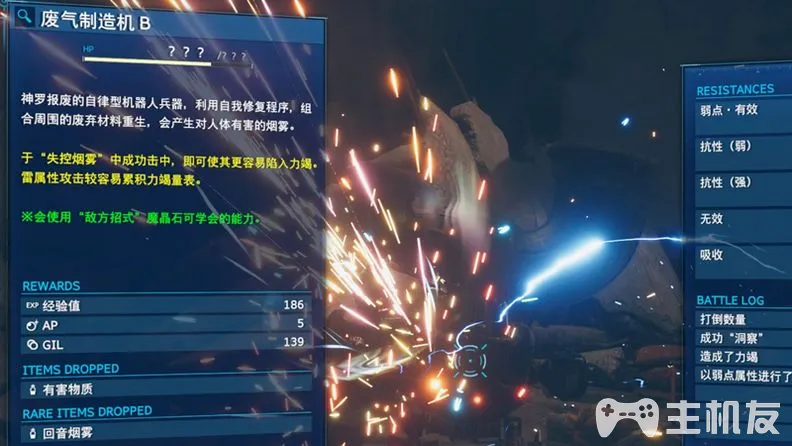 废气制造机 B
HP ？？？/？？？
神罗报废的自律型机器人兵器，利用自我修复程序，组
合周围的废弃材料重生，会产生对人体有害的烟雾。
于“失控烟雾”中成功击中，即可使其更容易陷入力竭。
雷属性攻击较容易累积力竭量表。
※会使用“敌方招式”魔晶石可学会的能力。
REWARDS
EXP 经验值 186
AP 5
GIL 139
ITEMS DROPPED
有害物质
RARE ITEMS DROPPED
回音烟雾
RESISTANCES
弱点・有效
抗性（弱）
抗性（强）
无效
吸收
BATTLE LOG
打倒数量
成功“洞察”
造成了力竭
以弱点属性进行了
主机友